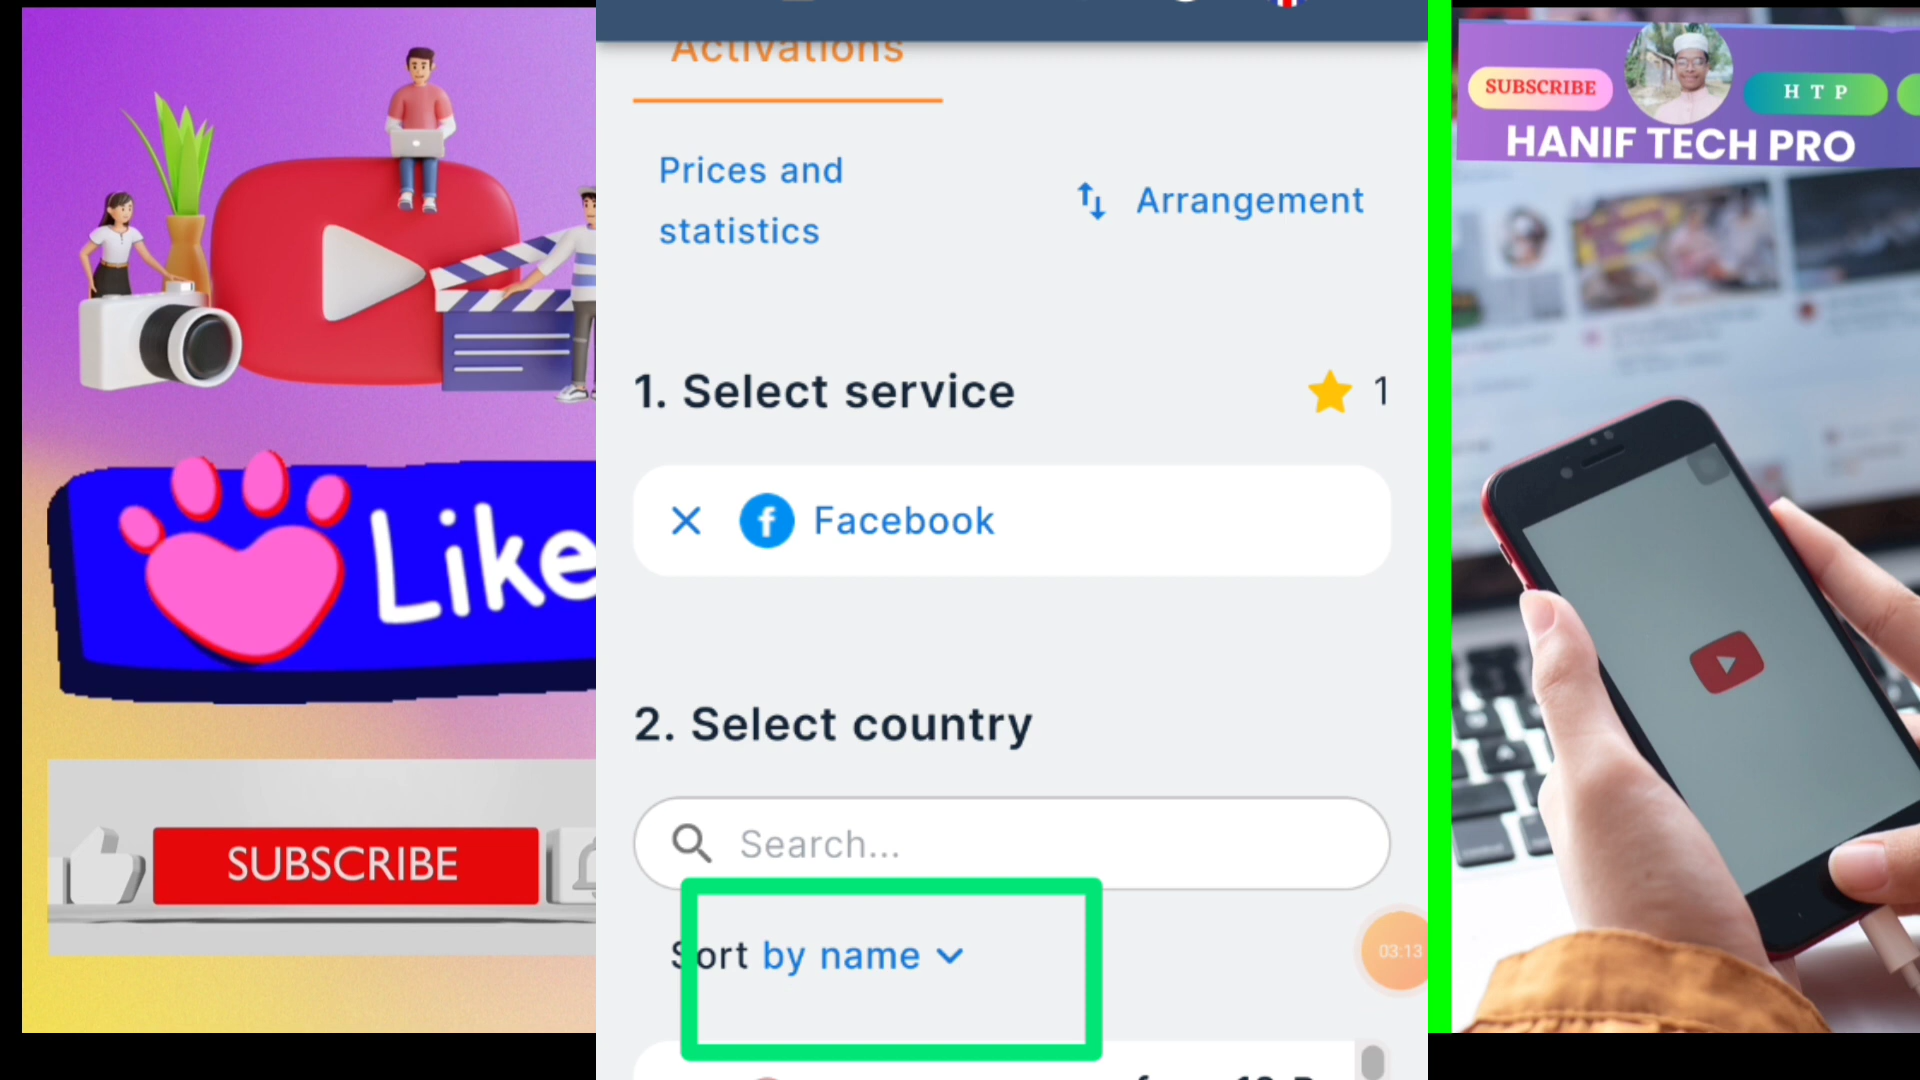 Activations
Prices and
statistics
Arrangement
1. Select service
1
Facebook
2. Select country
Search...
Sort by name
03:13
Like
SUBSCRIBE
SUBSCRIBE
H T P
HANIF TECH PRO